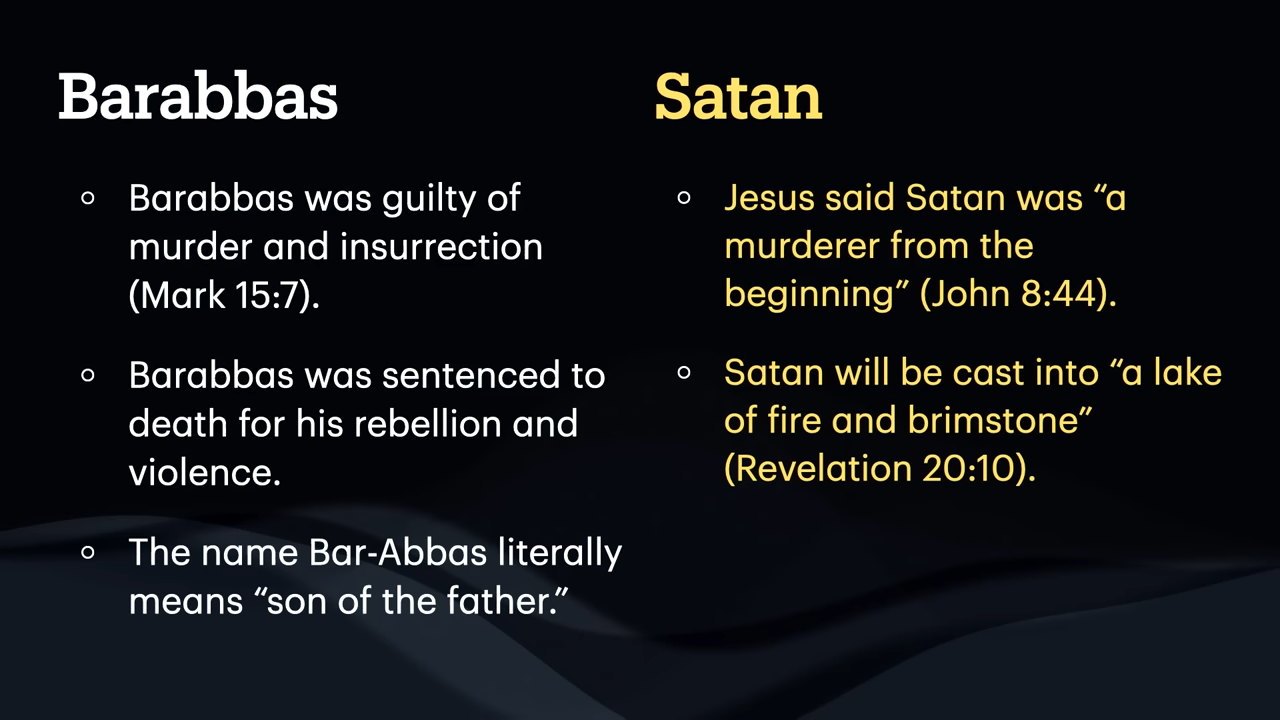 Barabbas
○ Barabbas was guilty of
murder and insurrection
(Mark 15:7).
○ Barabbas was sentenced to
death for his rebellion and
violence.
○ The name Bar-Abbas literally
means “son of the father.”
Satan
○ Jesus said Satan was “a
murderer from the
beginning” (John 8:44).
○ Satan will be cast into “a lake
of fire and brimstone”
(Revelation 20:10).